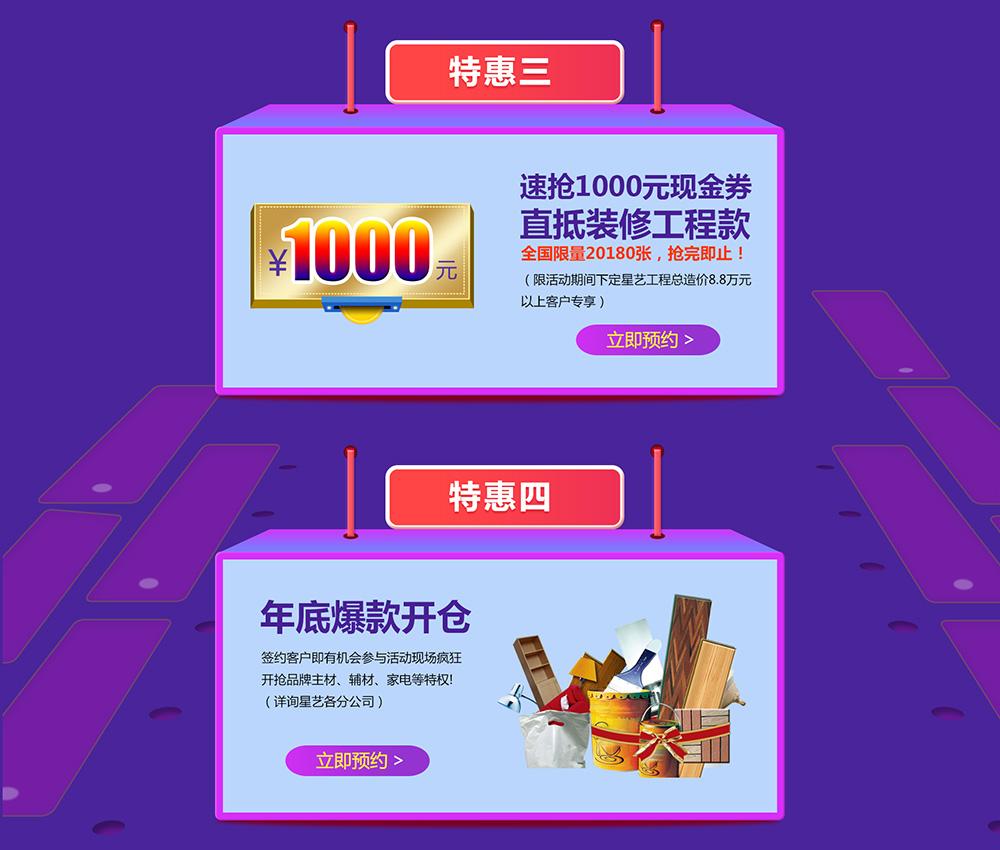 特惠三
速抢1000元现金券
直抵装修工程款
¥1000元
全国限量20180张，抢完即止！
（限活动期间下定星艺工程总造价8.8万元
以上客户专享）
立即预约 >
特惠四
年底爆款开仓
签约客户即有机会参与活动现场疯狂
开抢品牌主材、辅材、家电等特权!
（详询星艺各分公司）
立即预约 >